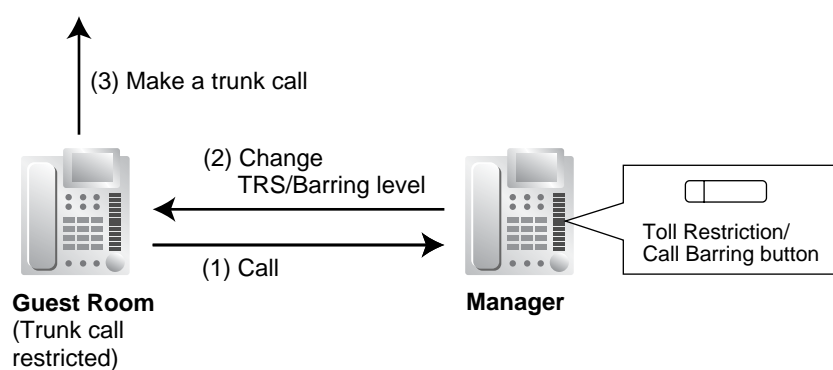 (3) Make a trunk call
(2) Change
TRS/Barring level
(1) Call
Toll Restriction/
Call Barring button
Guest Room
(Trunk call
restricted)
Manager